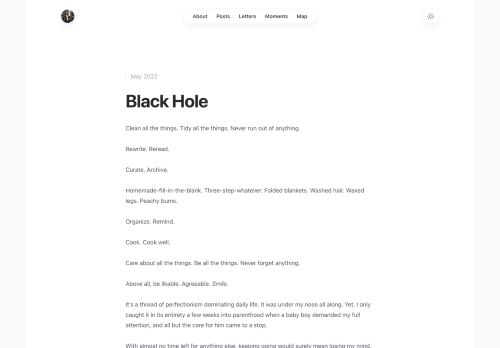 About Posts Letters Moments Map
May 2022
Black Hole
Clean all the things. Tidy all the things. Never run out of anything.
Rewrite. Reread.
Curate. Archive.
Homemade-fill-in-the-blank. Three-step-whatever. Folded blankets. Washed hair. Waxed
legs. Peachy bums.
Organize. Remind.
Cook. Cook well.
Care about all the things. Be all the things. Never forget anything.
Above all, be likable. Agreeable. Smile.
It's a thread of perfectionism dominating daily life. It was under my nose all along. Yet, I only
caught it in its entirety a few weeks into parenthood when a baby boy demanded my full
attention, and all but the care for him came to a stop.
With almost no time left for anything else, keeping going would surely mean losing my mind.